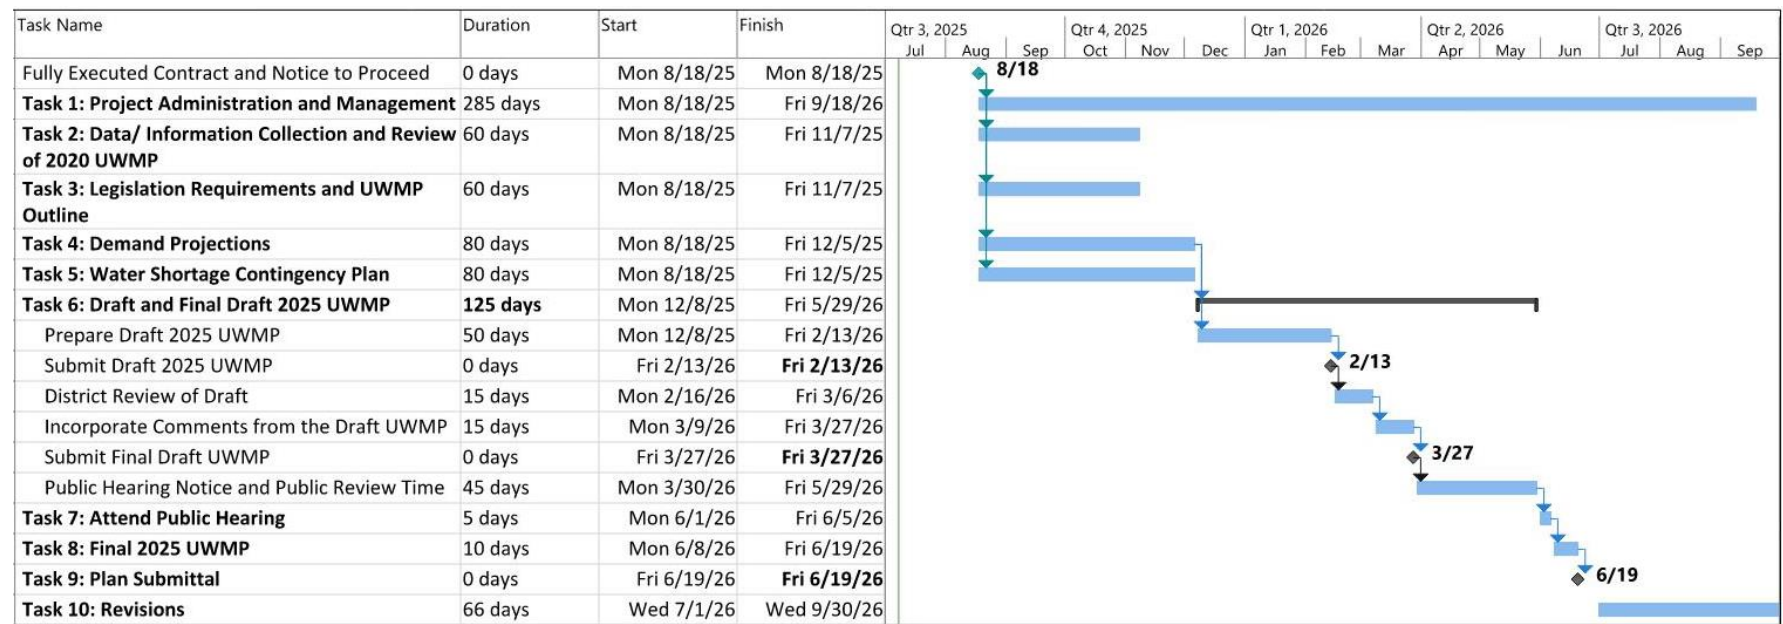 Task Name Duration Start Finish Qtr 3, 2025 Qtr 4, 2025 Qtr 1, 2026 Qtr 2, 2026 Qtr 3, 2026
Jul Aug Sep Oct Nov Dec Jan Feb Mar Apr May Jun Jul Aug Sep
Fully Executed Contract and Notice to Proceed 0 days Mon 8/18/25 Mon 8/18/25 8/18
Task 1: Project Administration and Management 285 days Mon 8/18/25 Fri 9/18/26
Task 2: Data/ Information Collection and Review 60 days Mon 8/18/25 Fri 11/7/25
of 2020 UWMP
Task 3: Legislation Requirements and UWMP 60 days Mon 8/18/25 Fri 11/7/25
Outline
Task 4: Demand Projections 80 days Mon 8/18/25 Fri 12/5/25
Task 5: Water Shortage Contingency Plan 80 days Mon 8/18/25 Fri 12/5/25
Task 6: Draft and Final Draft 2025 UWMP 125 days Mon 12/8/25 Fri 5/29/26
Prepare Draft 2025 UWMP 50 days Mon 12/8/25 Fri 2/13/26
Submit Draft 2025 UWMP 0 days Fri 2/13/26 Fri 2/13/26 2/13
District Review of Draft 15 days Mon 2/16/26 Fri 3/6/26
Incorporate Comments from the Draft UWMP 15 days Mon 3/9/26 Fri 3/27/26
Submit Final Draft UWMP 0 days Fri 3/27/26 Fri 3/27/26 3/27
Public Hearing Notice and Public Review Time 45 days Mon 3/30/26 Fri 5/29/26
Task 7: Attend Public Hearing 5 days Mon 6/1/26 Fri 6/5/26
Task 8: Final 2025 UWMP 10 days Mon 6/8/26 Fri 6/19/26
Task 9: Plan Submittal 0 days Fri 6/19/26 Fri 6/19/26 6/19
Task 10: Revisions 66 days Wed 7/1/26 Wed 9/30/26